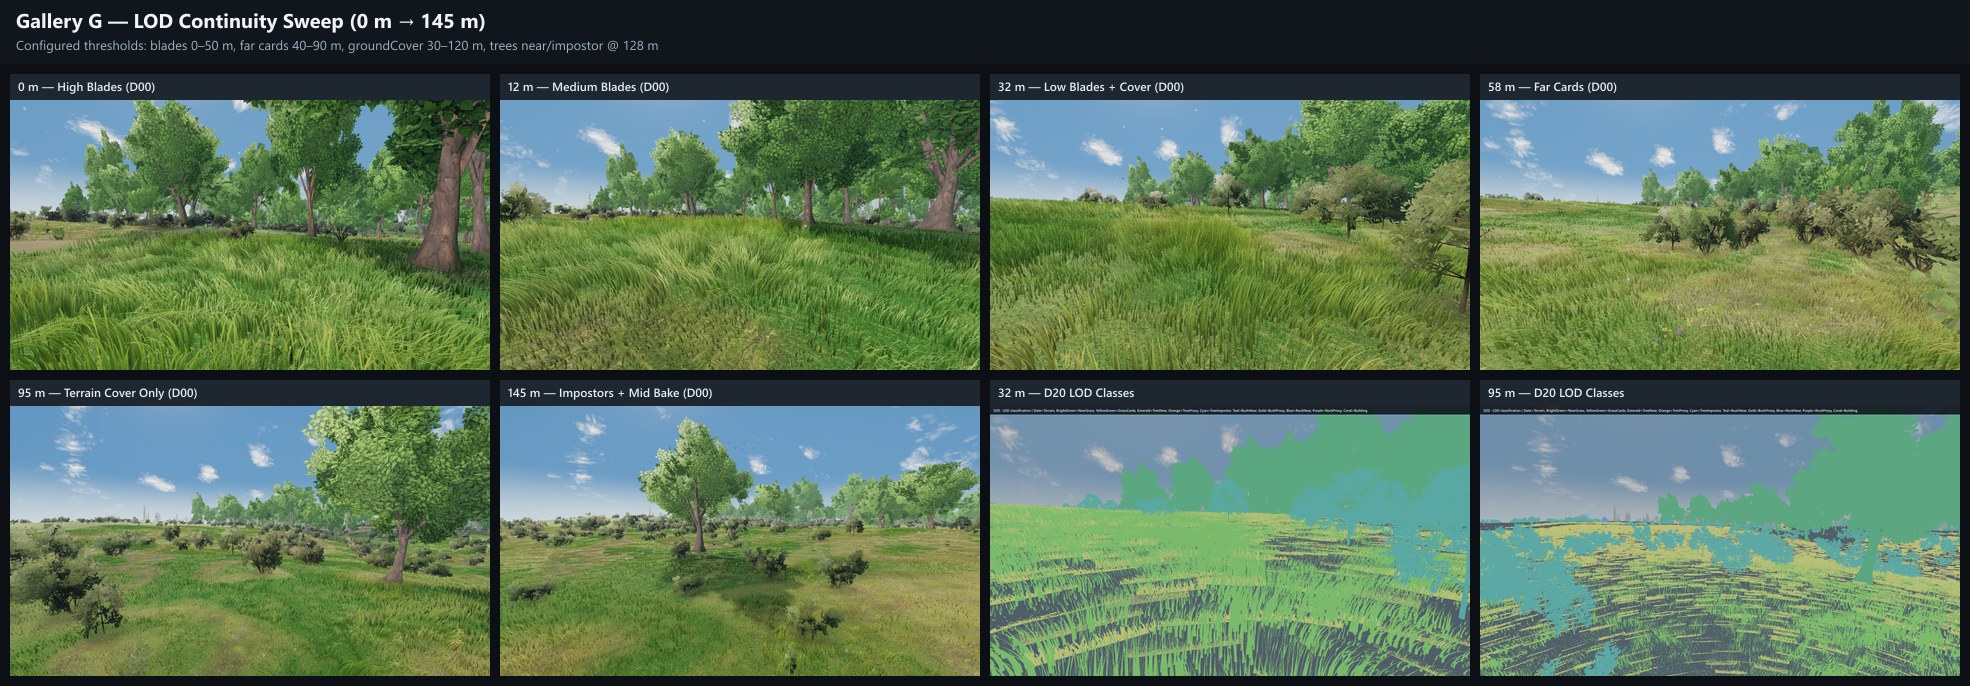 Gallery G — LOD Continuity Sweep (0 m → 145 m)
Configured thresholds: blades 0–50 m, far cards 40–90 m, groundCover 30–120 m, trees near/impostor @ 128 m
0 m — High Blades (D00)
12 m — Medium Blades (D00)
32 m — Low Blades + Cover (D00)
58 m — Far Cards (D00)
95 m — Terrain Cover Only (D00)
145 m — Impostors + Mid Bake (D00)
32 m — D20 LOD Classes
95 m — D20 LOD Classes